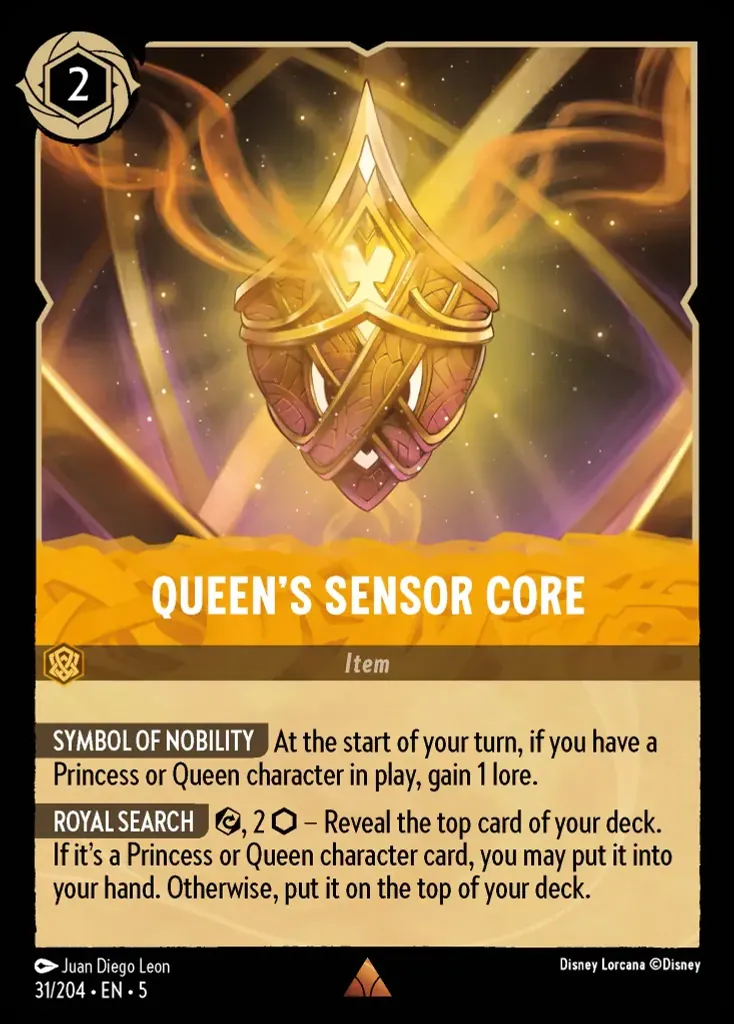 2
QUEEN'S SENSOR CORE
Item
SYMBOL OF NOBILITY At the start of your turn, if you have a
Princess or Queen character in play, gain 1 lore.
ROYAL SEARCH , 2 – Reveal the top card of your deck.
If it's a Princess or Queen character card, you may put it into
your hand. Otherwise, put it on the top of your deck.
Juan Diego Leon
Disney Lorcana ©Disney
31/204 • EN • 5